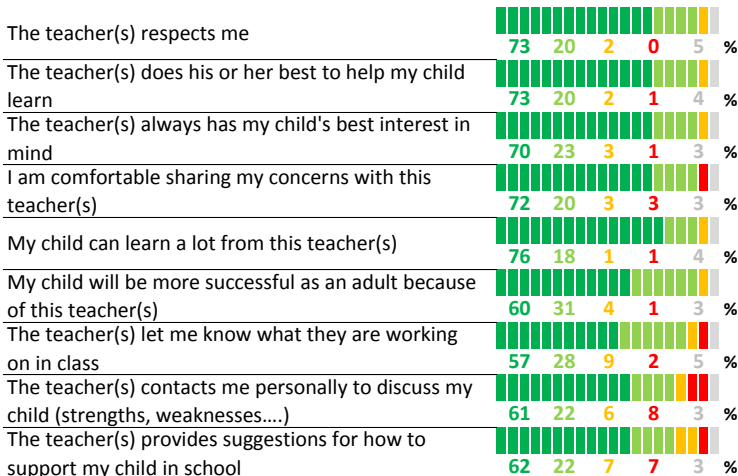 The teacher(s) respects me
73 20 2 0 5 %
The teacher(s) does his or her best to help my child
learn
73 20 2 1 4 %
The teacher(s) always has my child's best interest in
mind
70 23 3 1 3 %
I am comfortable sharing my concerns with this
teacher(s)
72 20 3 3 3 %
My child can learn a lot from this teacher(s)
76 18 1 1 4 %
My child will be more successful as an adult because
of this teacher(s)
60 31 4 1 3 %
The teacher(s) let me know what they are working
on in class
57 28 9 2 5 %
The teacher(s) contacts me personally to discuss my
child (strengths, weaknesses....)
61 22 6 8 3 %
The teacher(s) provides suggestions for how to
support my child in school
62 22 7 7 3 %